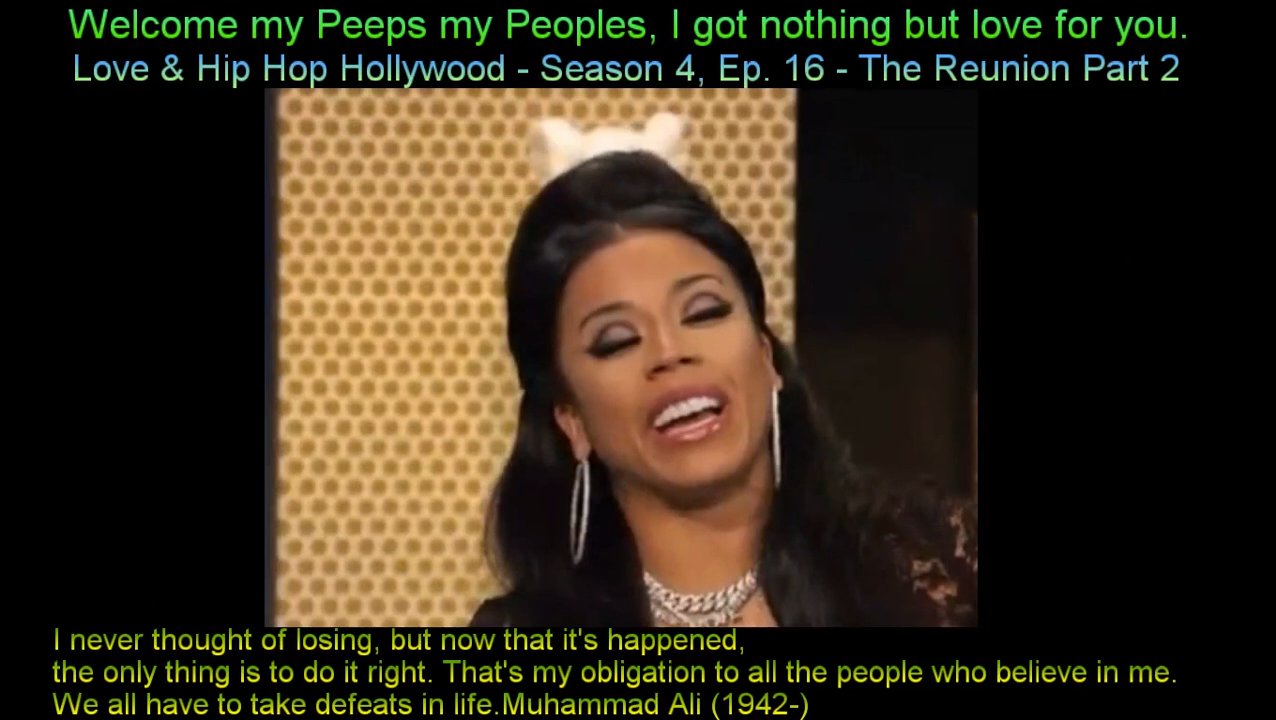 Welcome my Peeps my Peoples, I got nothing but love for you.
Love & Hip Hop Hollywood - Season 4, Ep. 16 - The Reunion Part 2
I never thought of losing, but now that it's happened,
the only thing is to do it right. That's my obligation to all the people who believe in me.
We all have to take defeats in life.Muhammad Ali (1942-)